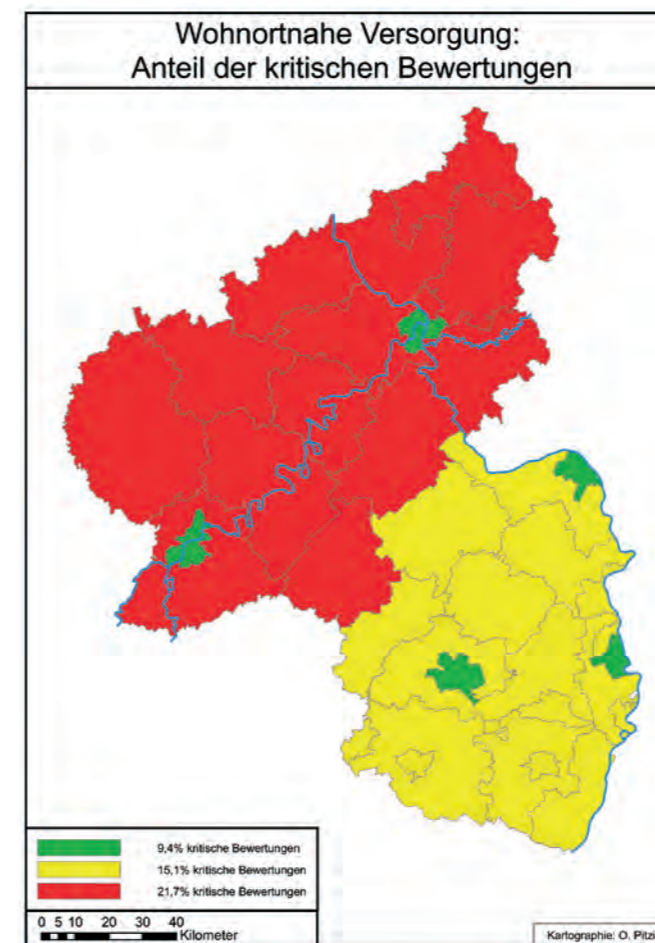 Wohnortnahe Versorgung:
Anteil der kritischen Bewertungen
9,4% kritische Bewertungen
15,1% kritische Bewertungen
21,7% kritische Bewertungen
0 5 10 20 30 40
Kilometer
Kartographie: O.